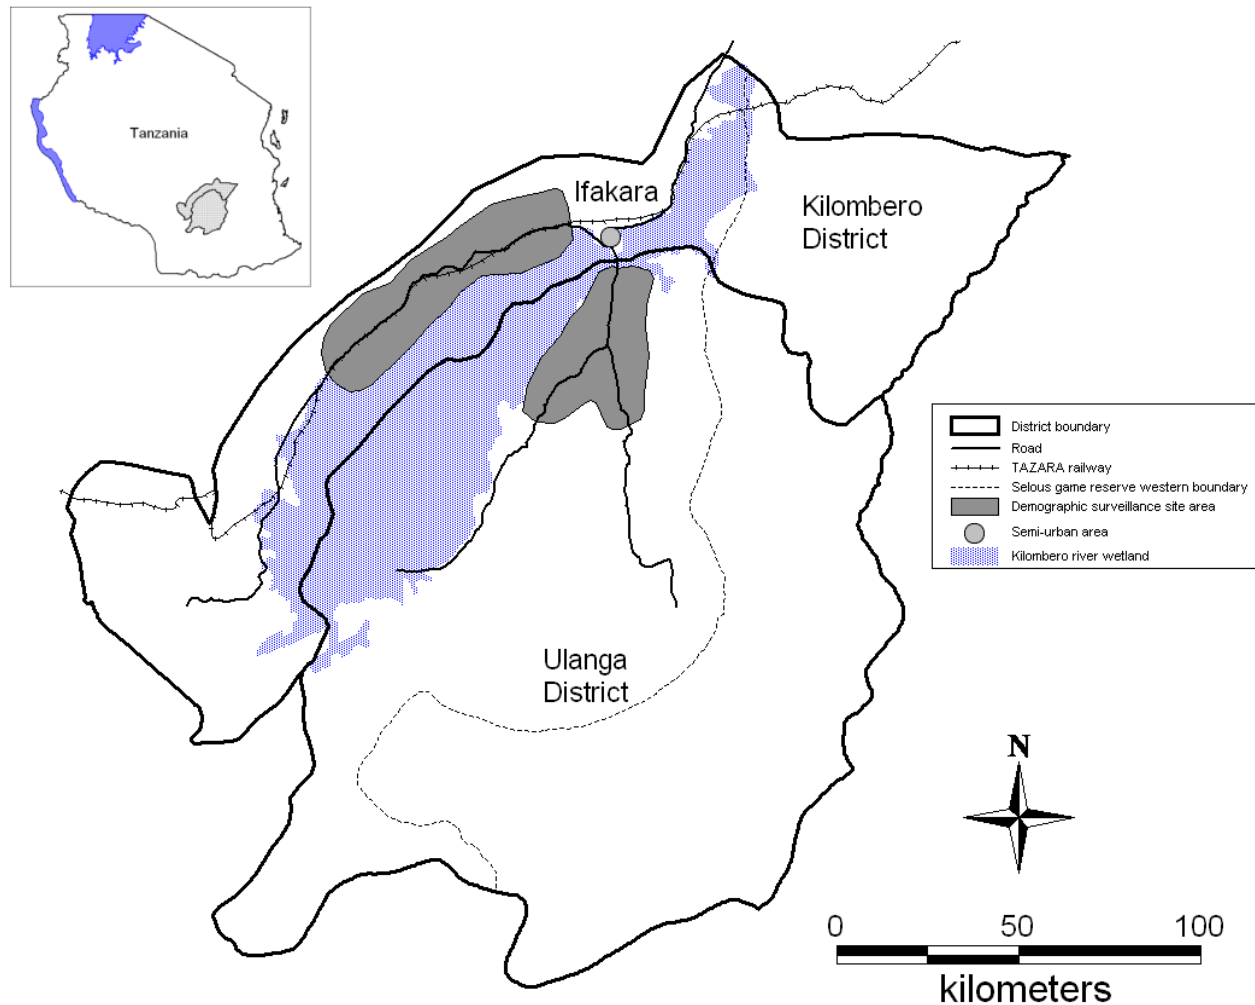 Tanzania
Ifakara
Kilombero
District
District boundary
Road
TAZARA railway
Selous game reserve western boundary
Demographic surveillance site area
Semi-urban area
Kilombero river wetland
Ulanga
District
N
0 50 100
kilometers